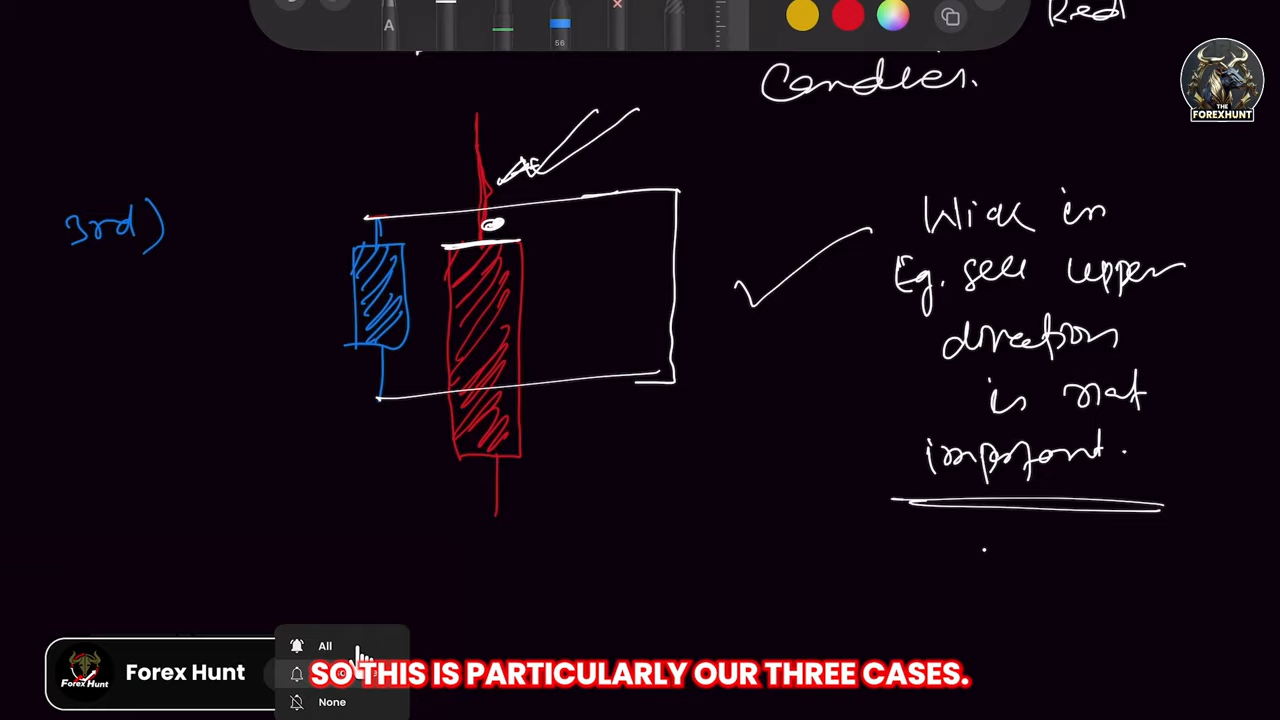 A
56
Red
Candles.
THE
FOREXHUNT
3rd)
Wick in
Eg. sell upper
direction
is not
important.
All
Forex Hunt
Forex Hunt
SO THIS IS PARTICULARLY OUR THREE CASES.
None